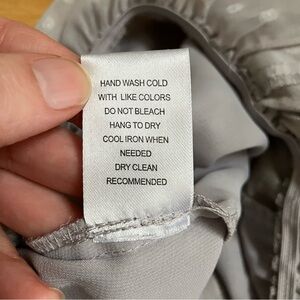 HAND WASH COLD
WITH LIKE COLORS
DO NOT BLEACH
HANG TO DRY
COOL IRON WHEN
NEEDED
DRY CLEAN
RECOMMENDED